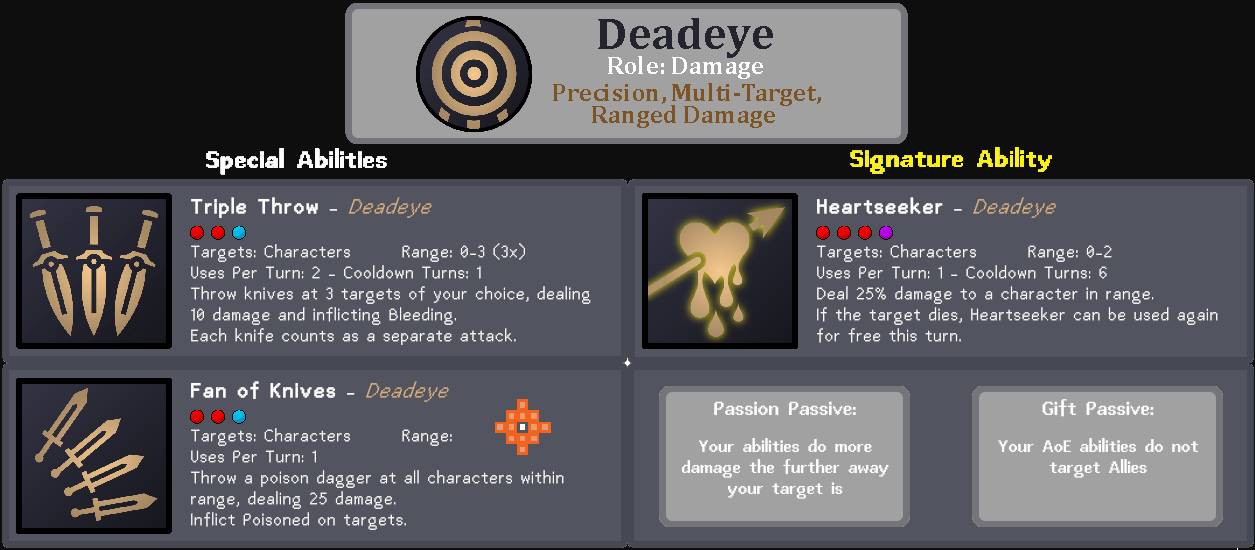 Deadeye
Role: Damage
Precision, Multi-Target,
Ranged Damage
Special Abilities
Triple Throw - Deadeye
Targets: Characters Range: 0-3 (3x)
Uses Per Turn: 2 - Cooldown Turns: 1
Throw knives at 3 targets of your choice, dealing
10 damage and inflicting Bleeding.
Each knife counts as a separate attack.
Fan of Knives - Deadeye
Targets: Characters Range:
Uses Per Turn: 1
Throw a poison dagger at all characters within
range, dealing 25 damage.
Inflict Poisoned on targets.
Signature Ability
Heartseeker - Deadeye
Targets: Characters Range: 0-2
Uses Per Turn: 1 - Cooldown Turns: 6
Deal 25% damage to a character in range.
If the target dies, Heartseeker can be used again
for free this turn.
Passion Passive:
Your abilities do more
damage the further away
your target is
Gift Passive:
Your AoE abilities do not
target Allies